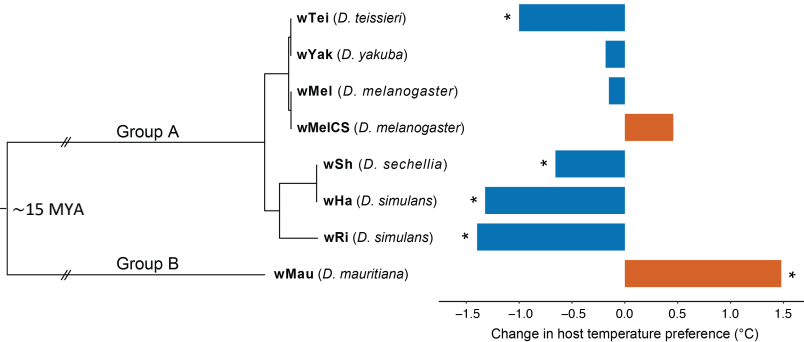 wTei (D. teissieri)
*
wYak (D. yakuba)
wMel (D. melanogaster)
Group A
wMelCS (D. melanogaster)
wSh (D. sechellia)
*
wHa (D. simulans)
*
~15 MYA
wRi (D. simulans)
*
Group B
wMau (D. mauritiana)
*
−1.5 −1.0 −0.5 0.0 0.5 1.0 1.5
Change in host temperature preference (°C)